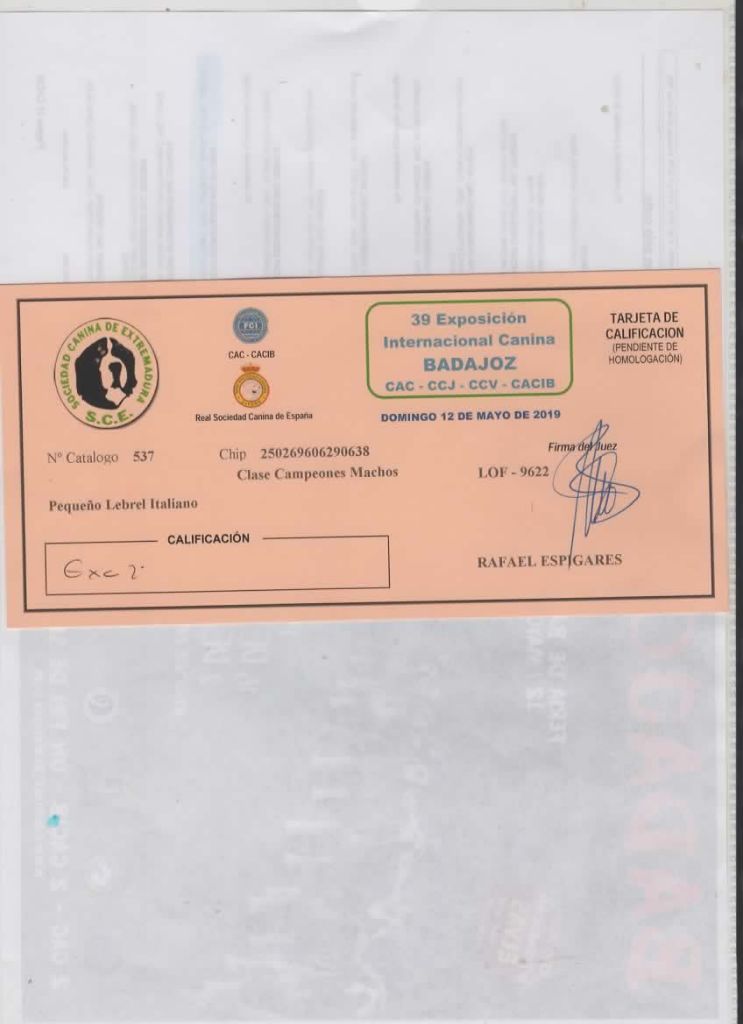 SOCIEDAD CANINA DE EXTREMADURA
S.C.E.
FCI
CAC - CACIB
Real Sociedad Canina de España
39 Exposición
Internacional Canina
BADAJOZ
CAC - CCJ - CCV - CACIB
DOMINGO 12 DE MAYO DE 2019
TARJETA DE
CALIFICACION
(PENDIENTE DE
HOMOLOGACIÓN)
Nº Catalogo 537
Chip 250269606290638
Clase Campeones Machos
LOF - 9622
Firma del Juez
Pequeño Lebrel Italiano
CALIFICACIÓN
Exc 2
RAFAEL ESPIGARES
BADAJOZ